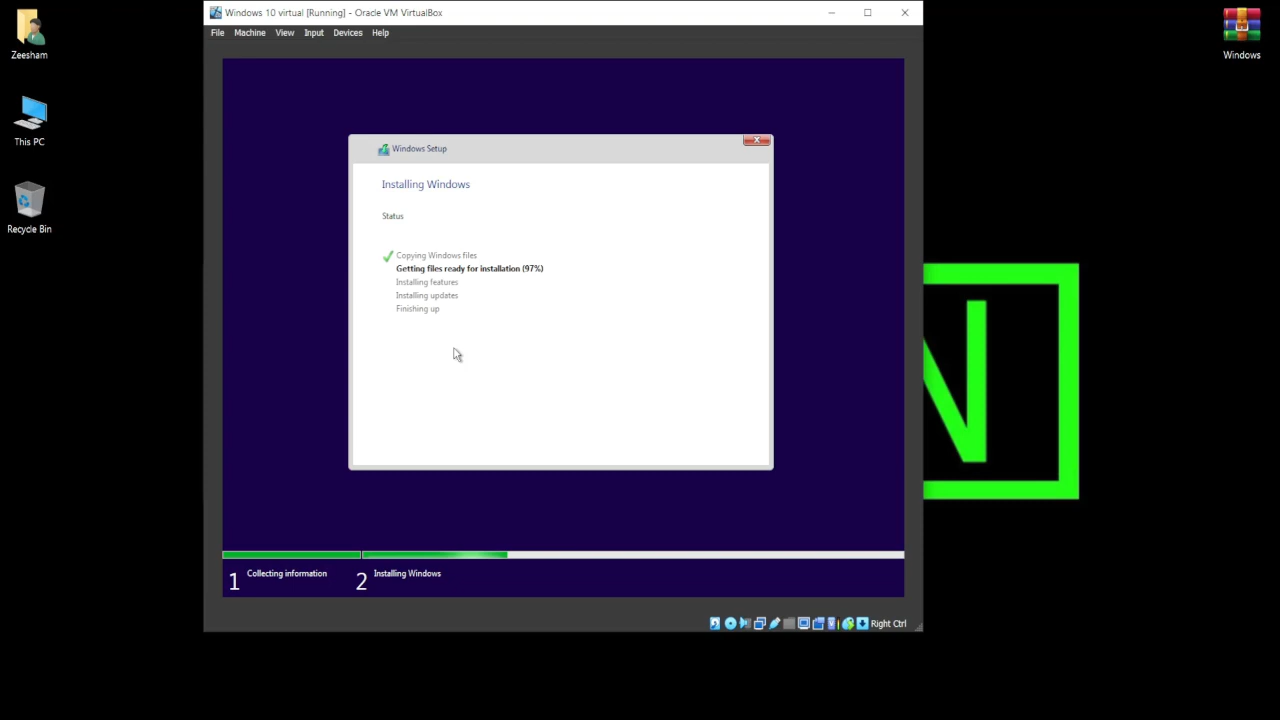 Windows 10 virtual [Running] - Oracle VM VirtualBox
File Machine View Input Devices Help
Zeesham
This PC
Recycle Bin
Windows
Windows Setup
Installing Windows
Status
Copying Windows files
Getting files ready for installation (97%)
Installing features
Installing updates
Finishing up
N
1 Collecting information
2 Installing Windows
Right Ctrl